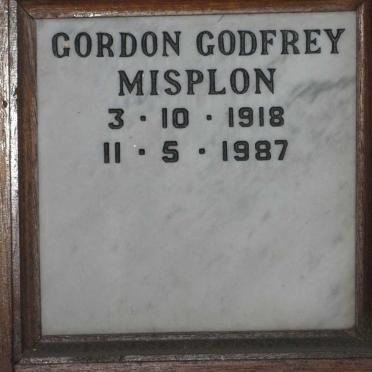 GORDON GODFREY
MISPLON
3 · 10 · 1918
11 · 5 · 1987